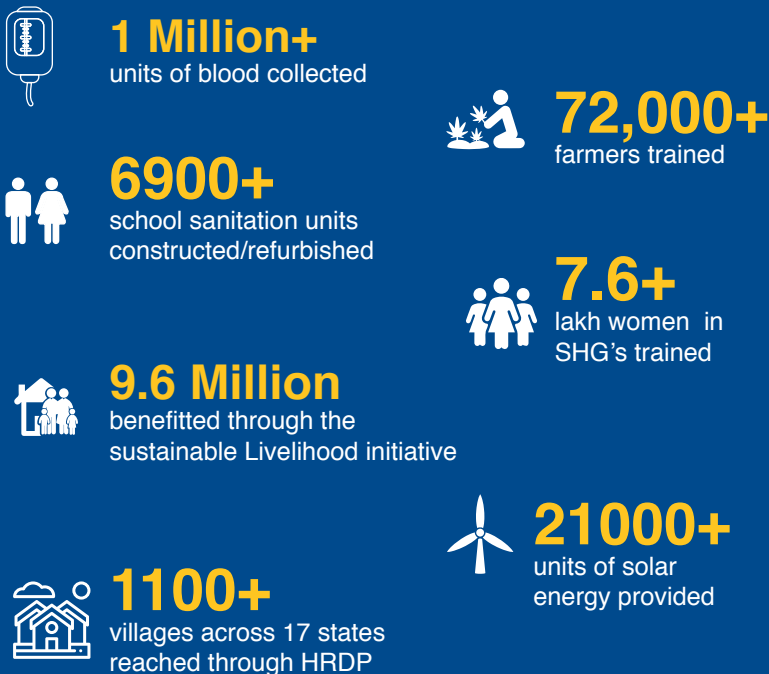 1 Million+
units of blood collected
72,000+
farmers trained
6900+
school sanitation units
constructed/refurbished
7.6+
lakh women in
SHG's trained
9.6 Million
benefitted through the
sustainable Livelihood initiative
21000+
units of solar
energy provided
1100+
villages across 17 states
reached through HRDP